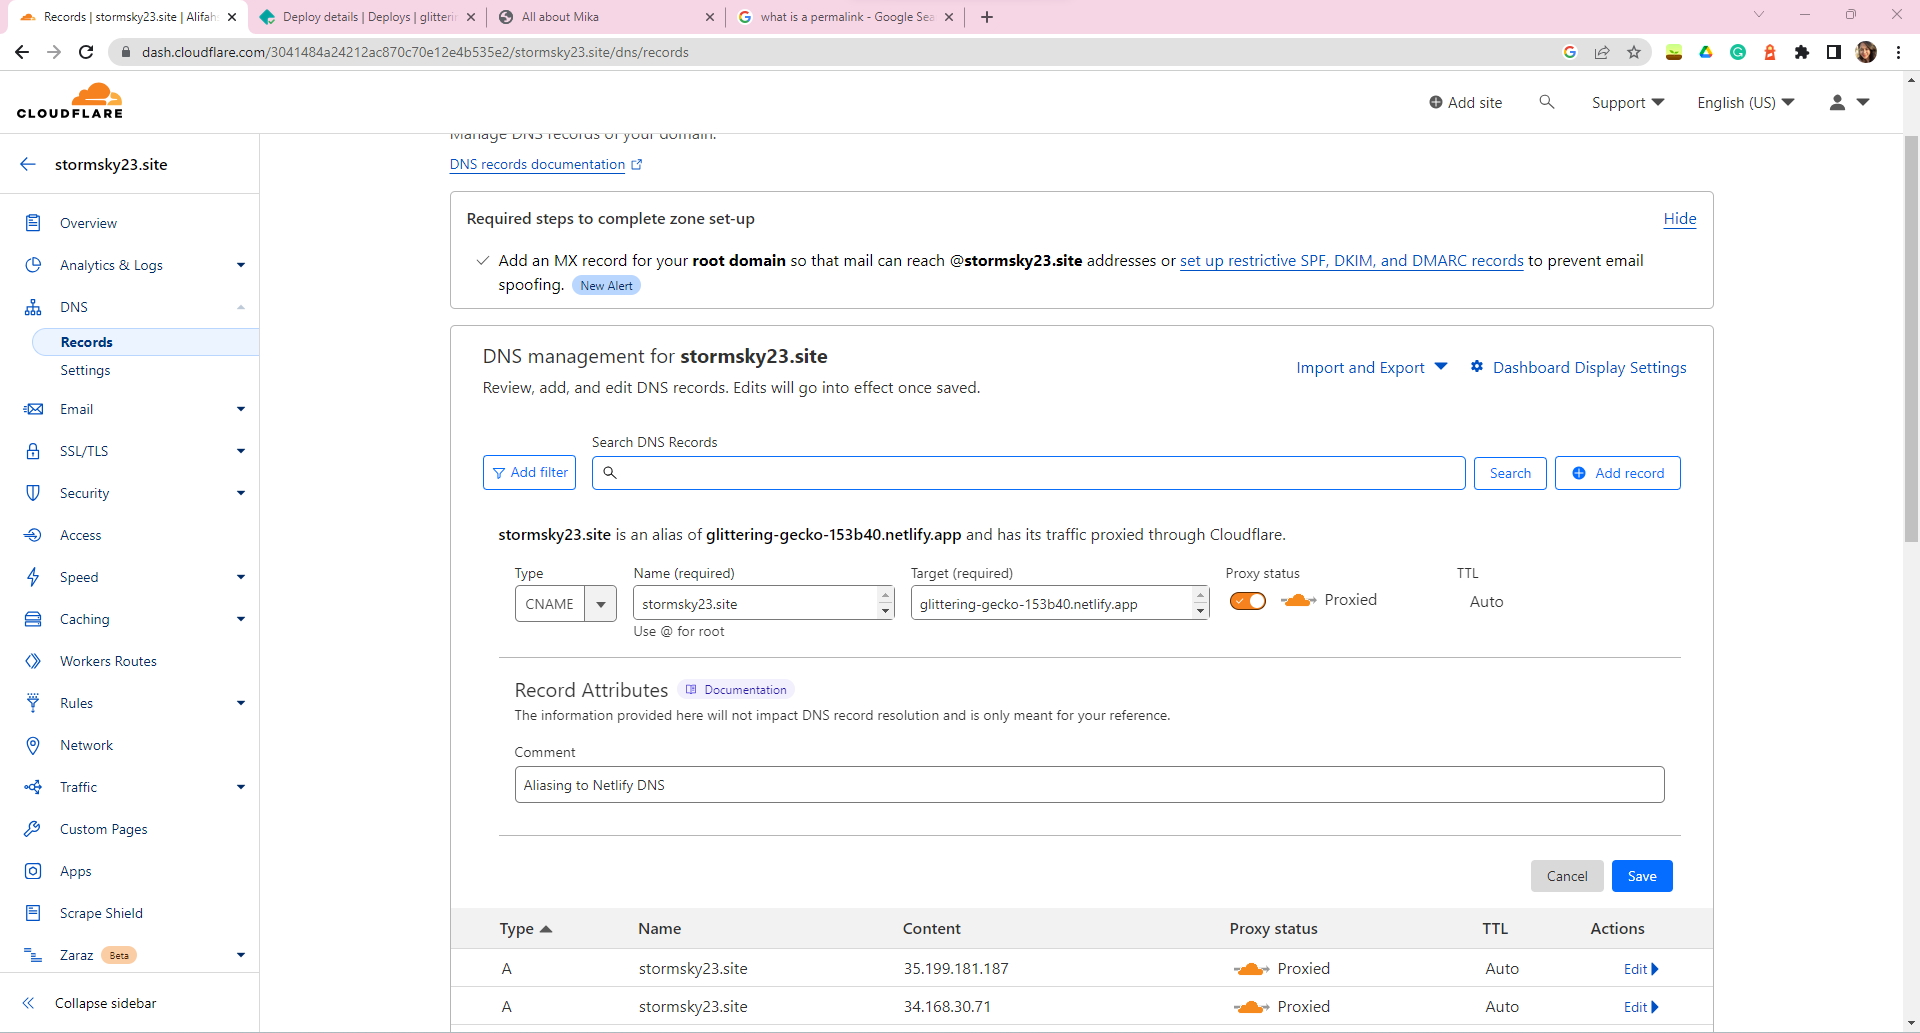 Records | stormsky23.site | Alifah
Deploy details | Deploys | glitterin
All about Mika
what is a permalink - Google Sea
dash.cloudflare.com/3041484a24212ac870c70e12e4b535e2/stormsky23.site/dns/records
CLOUDFLARE
Add site
Support
English (US)
stormsky23.site
Overview
Analytics & Logs
DNS
Records
Settings
Email
SSL/TLS
Security
Access
Speed
Caching
Workers Routes
Rules
Network
Traffic
Custom Pages
Apps
Scrape Shield
Zaraz Beta
Collapse sidebar
Manage DNS records of your domain.
DNS records documentation
Required steps to complete zone set-up
Hide
Add an MX record for your root domain so that mail can reach @stormsky23.site addresses or set up restrictive SPF, DKIM, and DMARC records to prevent email
spoofing. New Alert
DNS management for stormsky23.site
Review, add, and edit DNS records. Edits will go into effect once saved.
Import and Export
Dashboard Display Settings
Search DNS Records
Add filter
Search
Add record
stormsky23.site is an alias of glittering-gecko-153b40.netlify.app and has its traffic proxied through Cloudflare.
Type Name (required) Target (required) Proxy status TTL
CNAME stormsky23.site glittering-gecko-153b40.netlify.app Proxied Auto
Use @ for root
Record Attributes Documentation
The information provided here will not impact DNS record resolution and is only meant for your reference.
Comment
Aliasing to Netlify DNS
Cancel Save
Type Name Content Proxy status TTL Actions
A stormsky23.site 35.199.181.187 Proxied Auto Edit
A stormsky23.site 34.168.30.71 Proxied Auto Edit